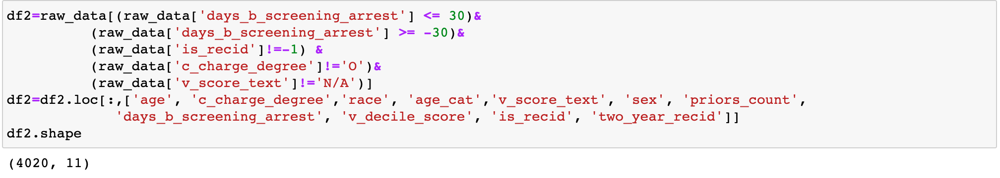 df2=raw_data[(raw_data['days_b_screening_arrest'] <= 30)&
(raw_data['days_b_screening_arrest'] >= -30)&
(raw_data['is_recid']!=-1) &
(raw_data['c_charge_degree']!='O')&
(raw_data['v_score_text']!='N/A')]
df2=df2.loc[:,['age', 'c_charge_degree','race', 'age_cat','v_score_text', 'sex', 'priors_count',
'days_b_screening_arrest', 'v_decile_score', 'is_recid', 'two_year_recid']]
df2.shape
(4020, 11)